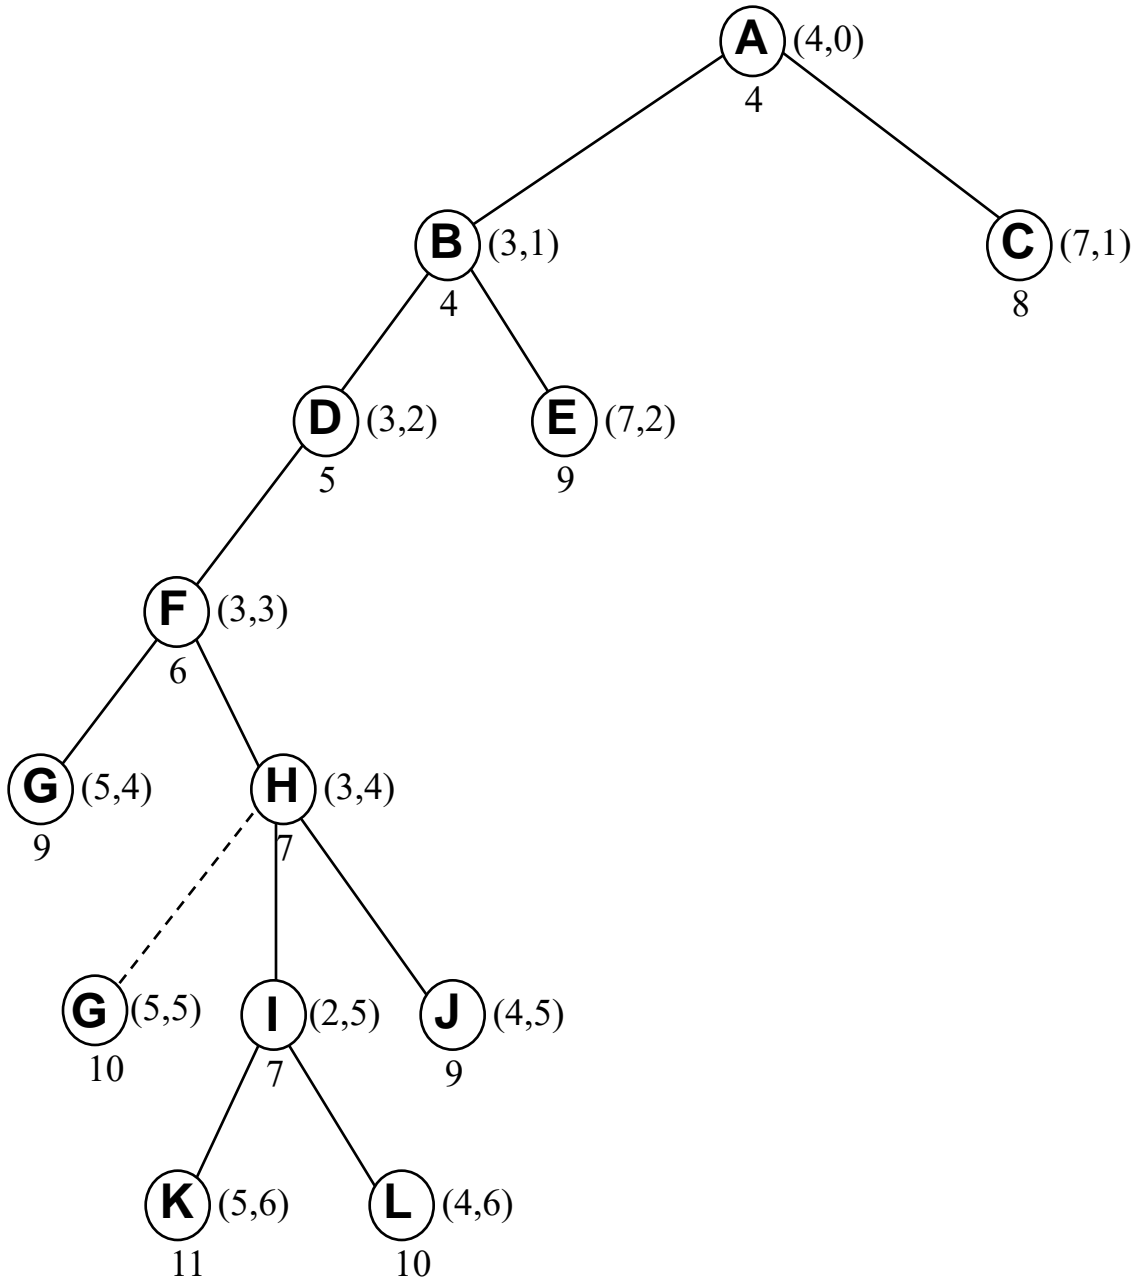 A (4,0)
4
B (3,1)
C (7,1)
4
8
D (3,2)
E (7,2)
5
9
F (3,3)
6
G (5,4)
H (3,4)
9
7
G (5,5)
I (2,5)
J (4,5)
10
7
9
K (5,6)
L (4,6)
11
10